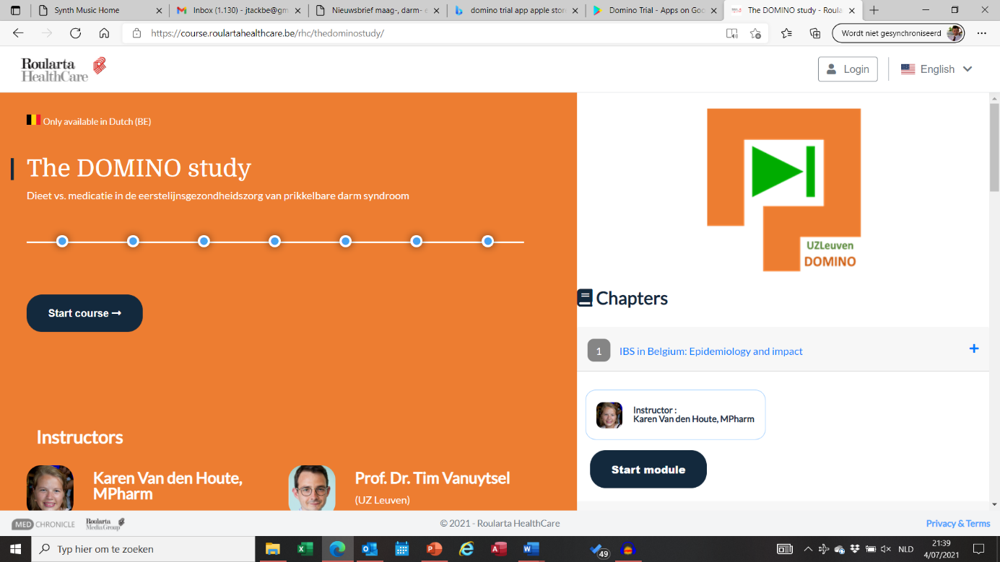 Synth Music Home
Inbox (1.130) - jtackbe@gm
Nieuwsbrief maag-, darm- e
domino trial app apple stor
Domino Trial - Apps on Goo
The DOMINO study - Roula
https://course.roulartahealthcare.be/rhc/thedominostudy/
Wordt niet gesynchroniseerd
Roularta
HealthCare
Login
English
Only available in Dutch (BE)
The DOMINO study
Dieet vs. medicatie in de eerstelijnsgezondheidszorg van prikkelbare darm syndroom
Start course
Instructors
Karen Van den Houte,
MPharm
Prof. Dr. Tim Vanuytsel
(UZ Leuven)
UZLeuven
DOMINO
Chapters
1 IBS in Belgium: Epidemiology and impact
Instructor :
Karen Van den Houte, MPharm
Start module
MED CHRONICLE
Roularta
Media Group
© 2021 - Roularta HealthCare
Privacy & Terms
Typ hier om te zoeken
49
NLD
21:39
4/07/2021